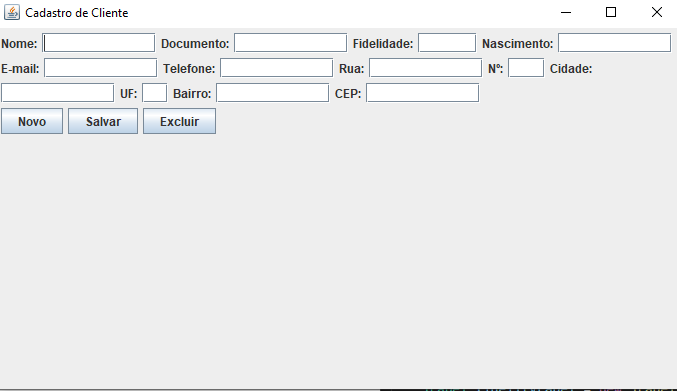 Cadastro de Cliente
Nome: Documento: Fidelidade: Nascimento:
E-mail: Telefone: Rua: Nº: Cidade:
UF: Bairro: CEP:
Novo Salvar Excluir